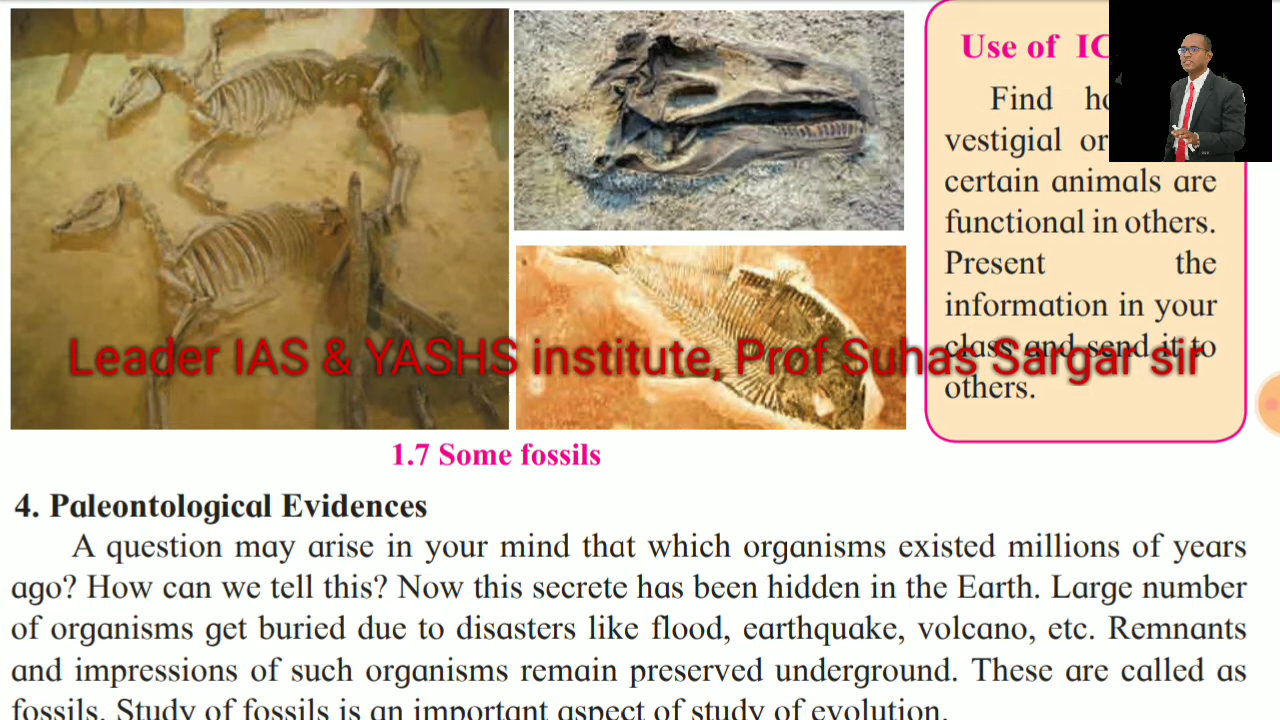 Use of IC
Find
vestigial
certain animals are
functional in others.
Present the
information in your
class and send it to
others.
Leader IAS & YASHS institute, Prof Suhas Sargar sir
1.7 Some fossils
4. Paleontological Evidences
A question may arise in your mind that which organisms existed millions of years
ago? How can we tell this? Now this secrete has been hidden in the Earth. Large number
of organisms get buried due to disasters like flood, earthquake, volcano, etc. Remnants
and impressions of such organisms remain preserved underground. These are called as
fossils. Study of fossils is an important aspect of study of evolution.